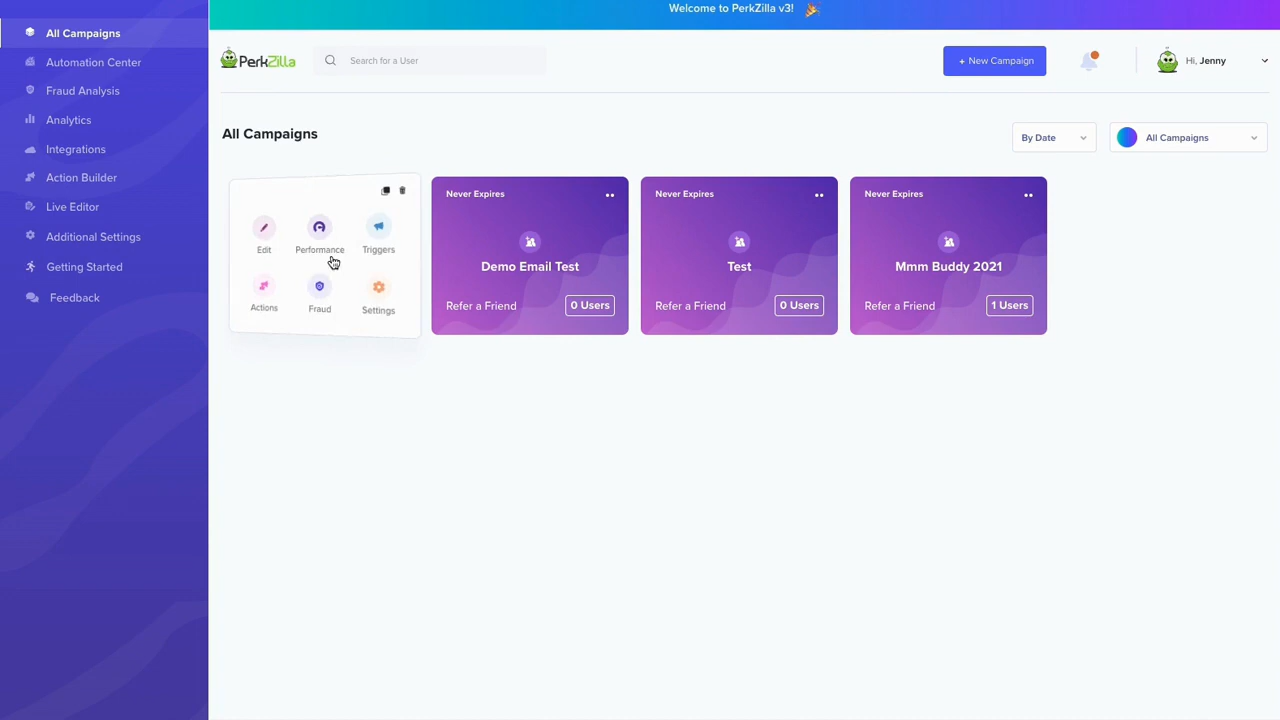 Welcome to PerkZilla v3!
All Campaigns
Automation Center
Fraud Analysis
Analytics
Integrations
Action Builder
Live Editor
Additional Settings
Getting Started
Feedback
PerkZilla
Search for a User
+ New Campaign
Hi, Jenny
All Campaigns
By Date
All Campaigns
Edit
Performance
Triggers
Actions
Fraud
Settings
Never Expires
Demo Email Test
Refer a Friend
0 Users
Never Expires
Test
Refer a Friend
0 Users
Never Expires
Mmm Buddy 2021
Refer a Friend
1 Users